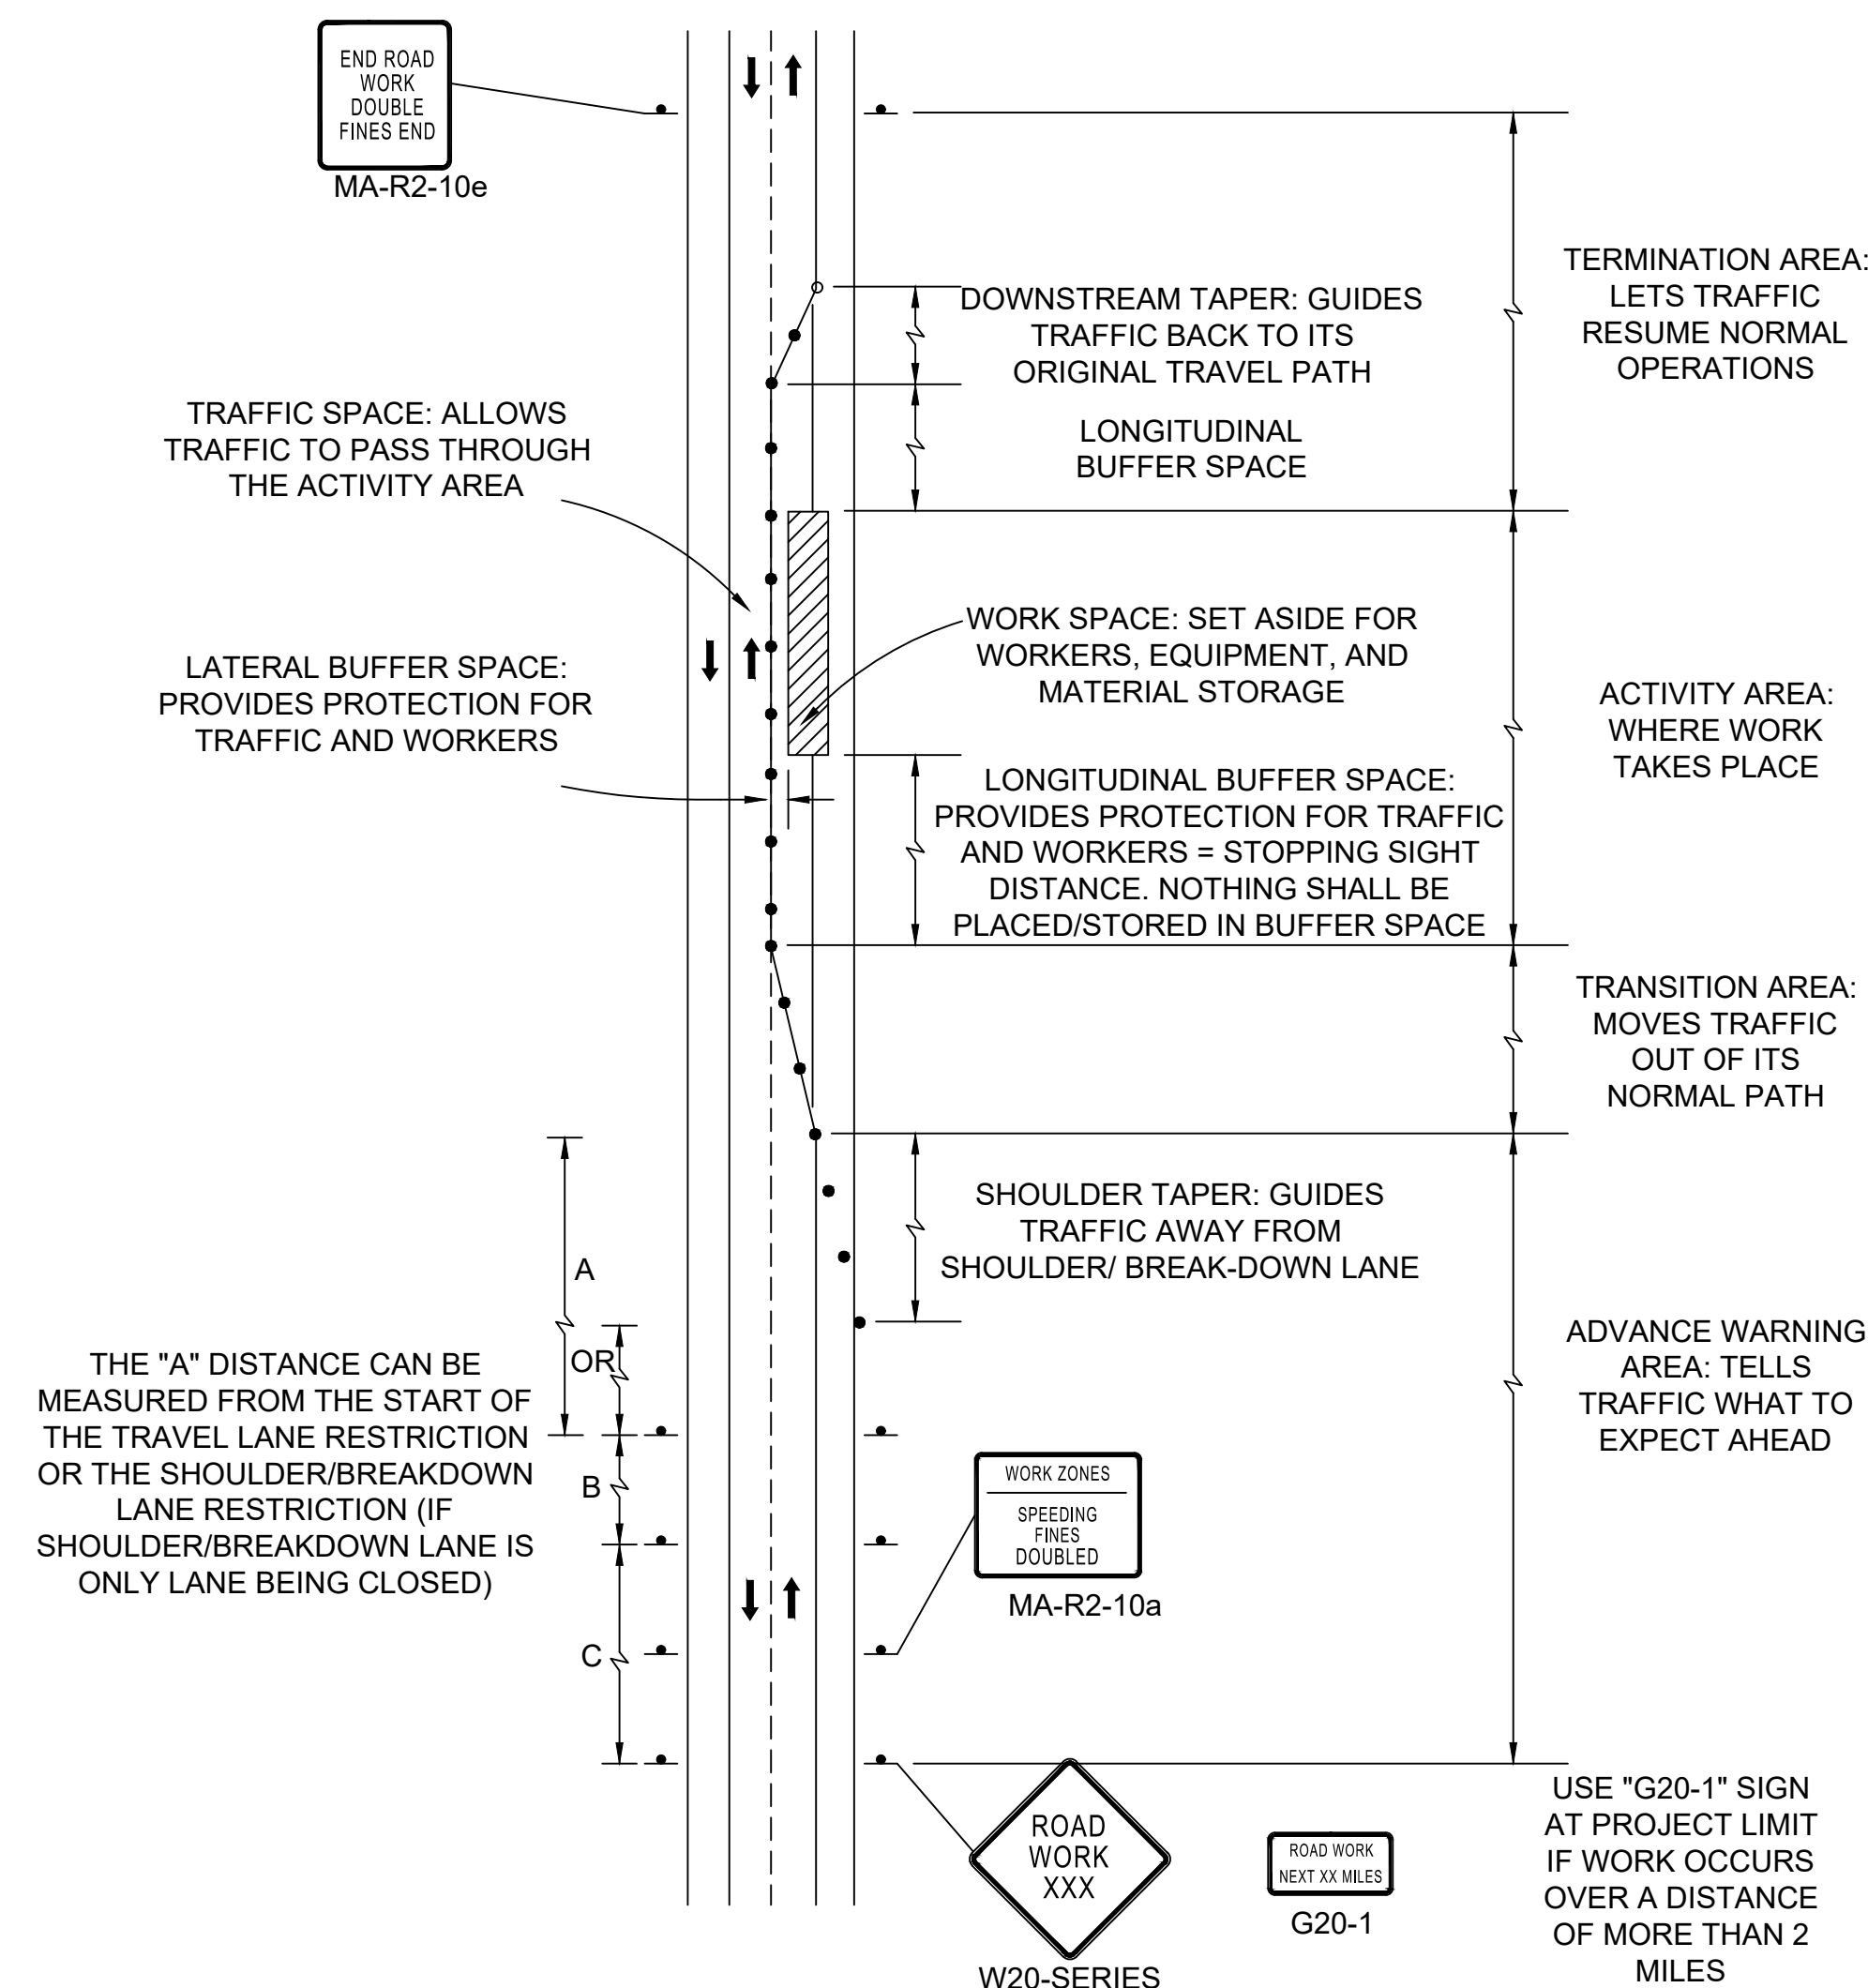 END ROAD
WORK
DOUBLE
FINES END
MA-R2-10e
TERMINATION AREA:
LETS TRAFFIC
RESUME NORMAL
OPERATIONS
DOWNSTREAM TAPER: GUIDES
TRAFFIC BACK TO ITS
ORIGINAL TRAVEL PATH
TRAFFIC SPACE: ALLOWS
TRAFFIC TO PASS THROUGH
THE ACTIVITY AREA
LONGITUDINAL
BUFFER SPACE
WORK SPACE: SET ASIDE FOR
WORKERS, EQUIPMENT, AND
MATERIAL STORAGE
LATERAL BUFFER SPACE:
PROVIDES PROTECTION FOR
TRAFFIC AND WORKERS
ACTIVITY AREA:
WHERE WORK
TAKES PLACE
LONGITUDINAL BUFFER SPACE:
PROVIDES PROTECTION FOR TRAFFIC
AND WORKERS = STOPPING SIGHT
DISTANCE. NOTHING SHALL BE
PLACED/STORED IN BUFFER SPACE
TRANSITION AREA:
MOVES TRAFFIC
OUT OF ITS
NORMAL PATH
SHOULDER TAPER: GUIDES
TRAFFIC AWAY FROM
SHOULDER/ BREAK-DOWN LANE
A
OR
B
C
THE "A" DISTANCE CAN BE
MEASURED FROM THE START OF
THE TRAVEL LANE RESTRICTION
OR THE SHOULDER/BREAKDOWN
LANE RESTRICTION (IF
SHOULDER/BREAKDOWN LANE IS
ONLY LANE BEING CLOSED)
ADVANCE WARNING
AREA: TELLS
TRAFFIC WHAT TO
EXPECT AHEAD
WORK ZONES
SPEEDING
FINES
DOUBLED
MA-R2-10a
ROAD
WORK
XXX
W20-SERIES
ROAD WORK
NEXT XX MILES
G20-1
USE "G20-1" SIGN
AT PROJECT LIMIT
IF WORK OCCURS
OVER A DISTANCE
OF MORE THAN 2
MILES